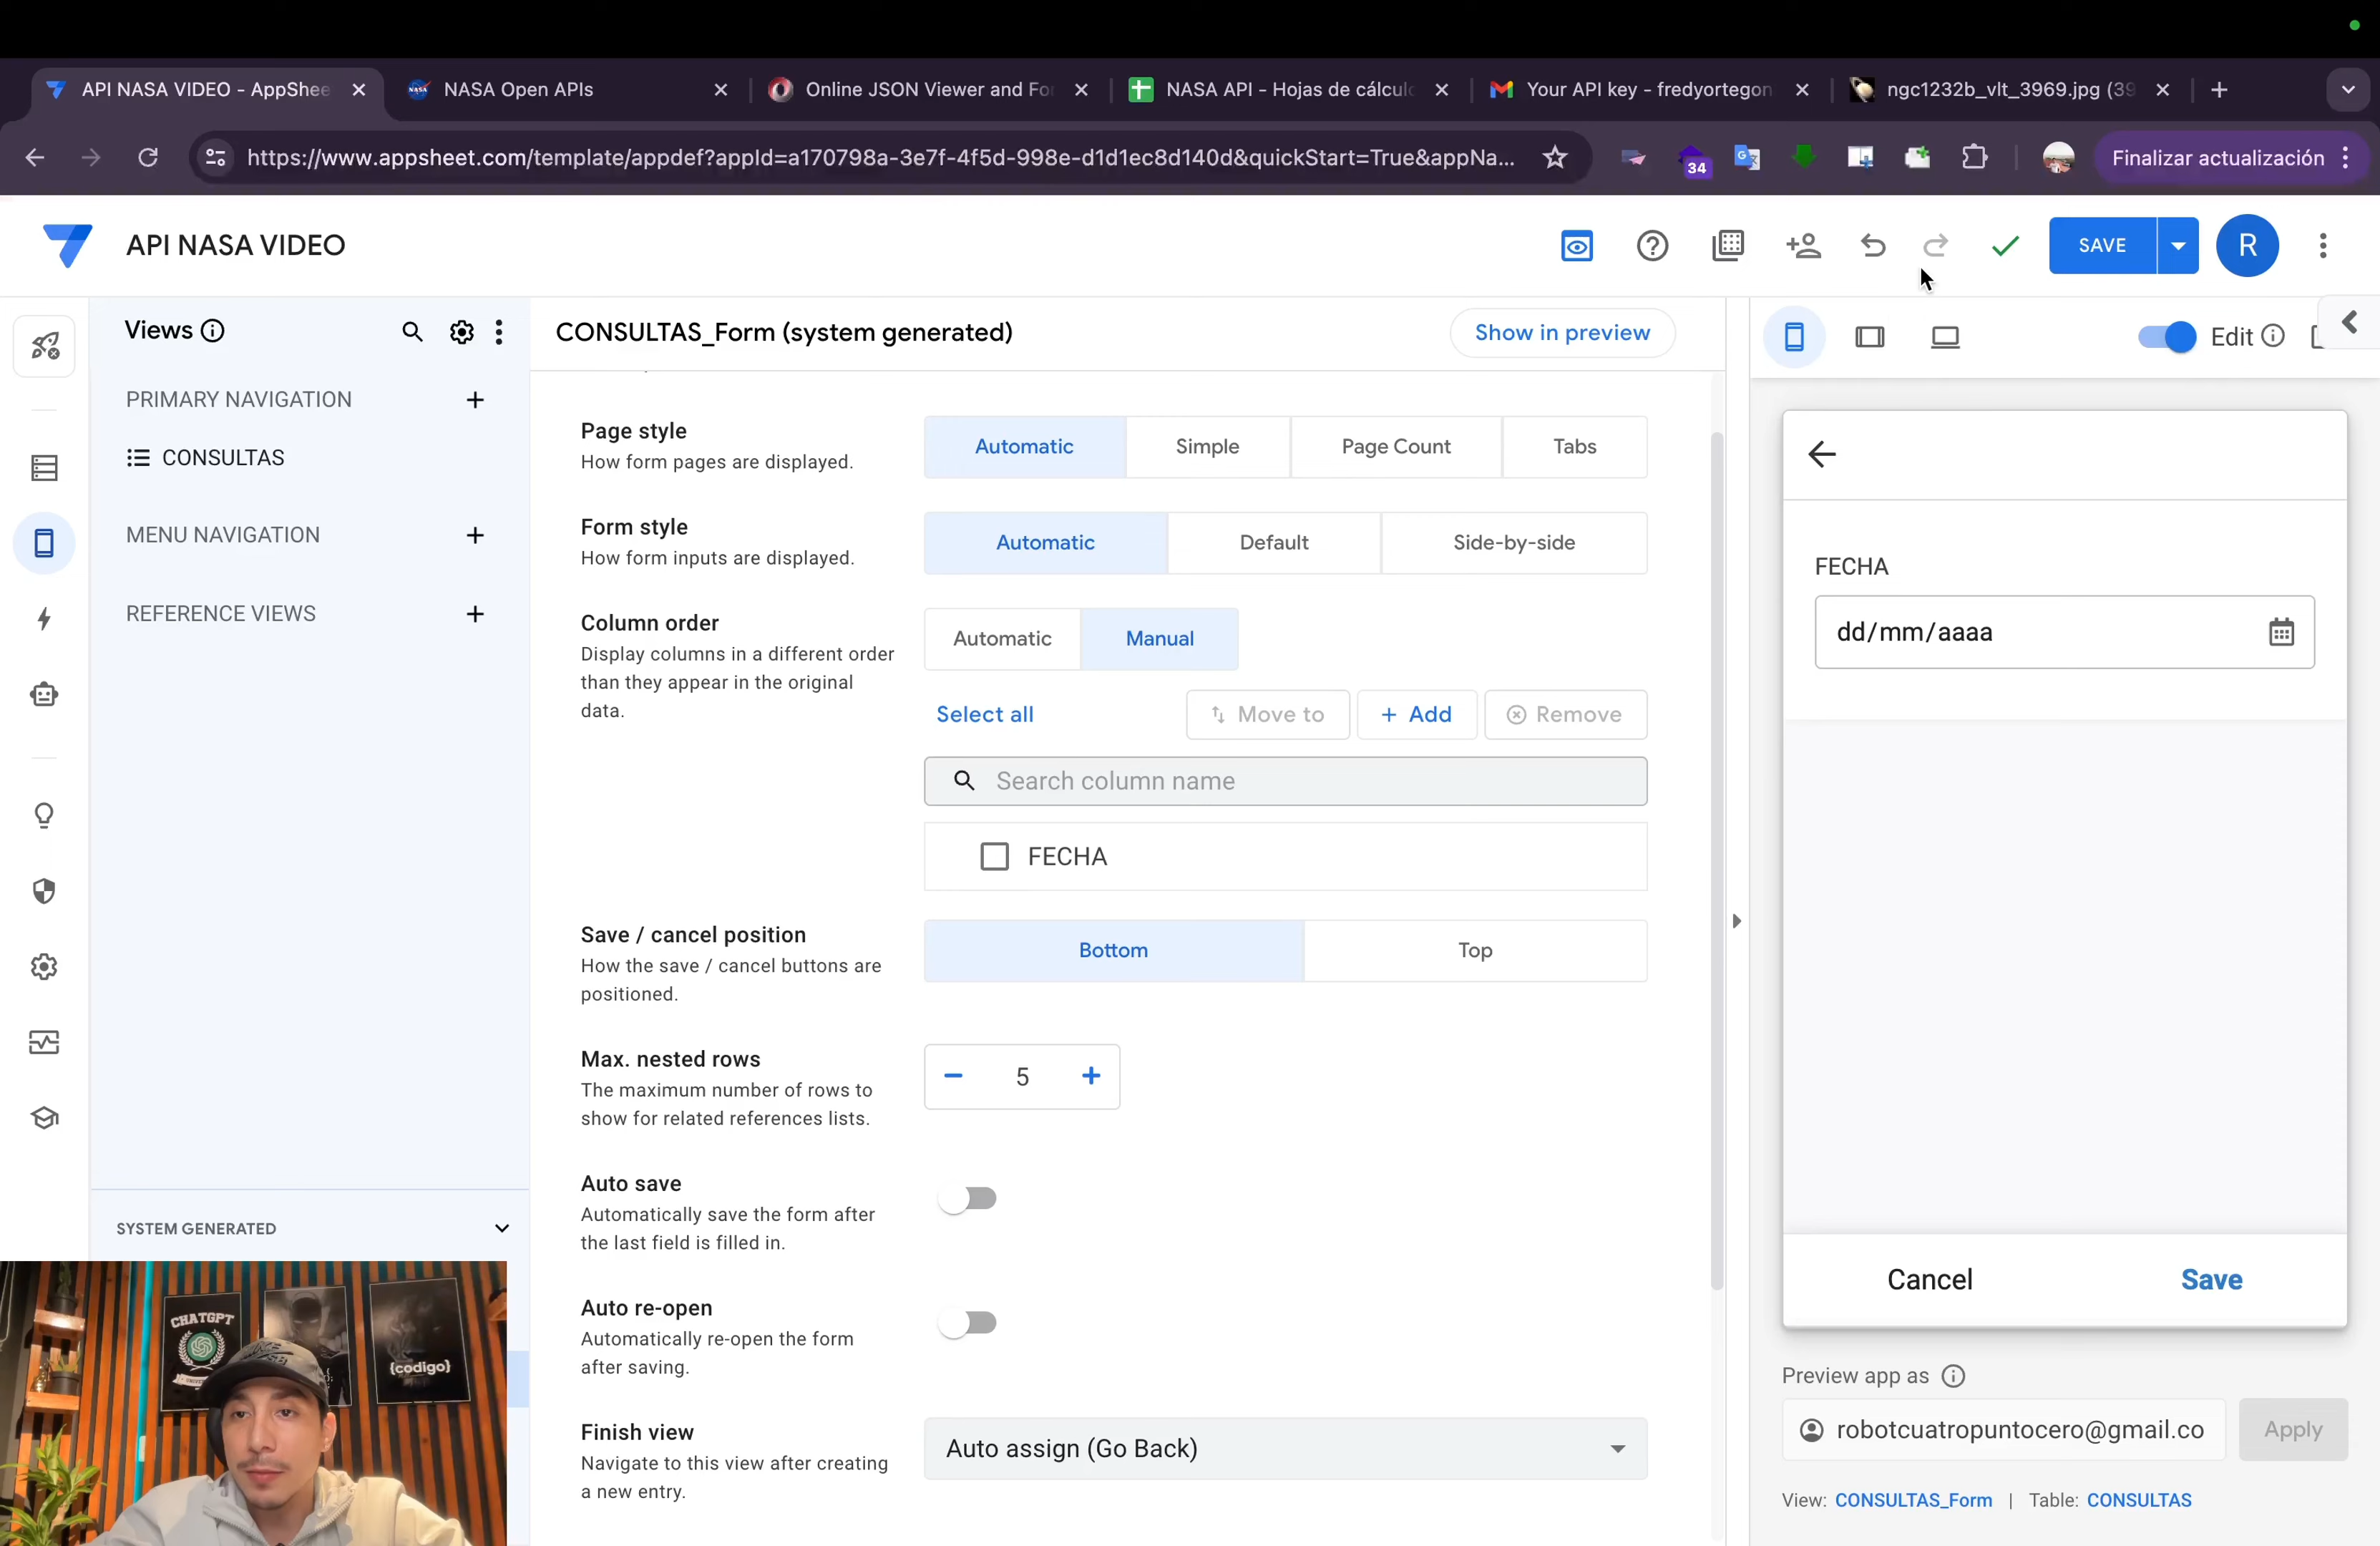 API NASA VIDEO - AppShee
NASA Open APIs
Online JSON Viewer and Fo
NASA API - Hojas de cálculo
Your API key - fredyortegon
ngc1232b_vlt_3969.jpg (39
https://www.appsheet.com/template/appdef?appId=a170798a-3e7f-4f5d-998e-d1d1ec8d140d&quickStart=True&appNa...
34
Finalizar actualización
API NASA VIDEO
SAVE
R
Views
CONSULTAS_Form (system generated)
Show in preview
Edit
PRIMARY NAVIGATION
CONSULTAS
MENU NAVIGATION
REFERENCE VIEWS
SYSTEM GENERATED
Page style
How form pages are displayed.
Automatic
Simple
Page Count
Tabs
Form style
How form inputs are displayed.
Automatic
Default
Side-by-side
Column order
Display columns in a different order
than they appear in the original
data.
Automatic
Manual
Select all
Move to
Add
Remove
Search column name
FECHA
Save / cancel position
How the save / cancel buttons are
positioned.
Bottom
Top
Max. nested rows
The maximum number of rows to
show for related references lists.
5
Auto save
Automatically save the form after
the last field is filled in.
Auto re-open
Automatically re-open the form
after saving.
Finish view
Navigate to this view after creating
a new entry.
Auto assign (Go Back)
FECHA
dd/mm/aaaa
Cancel
Save
Preview app as
robotcuatropuntocero@gmail.co
Apply
View: CONSULTAS_Form | Table: CONSULTAS
CHATGPT
{codigo}